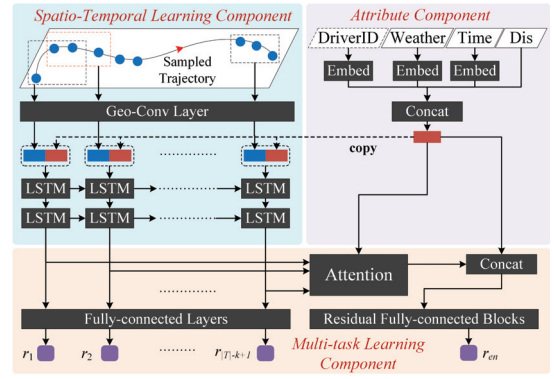 Spatio-Temporal Learning Component
Attribute Component
DriverID Weather Time Dis
Sampled
Trajectory
Embed Embed Embed
Geo-Conv Layer
Concat
copy
LSTM LSTM LSTM
LSTM LSTM LSTM
Attention
Concat
Fully-connected Layers
Residual Fully-connected Blocks
r1 r2 r|T|-k+1
Multi-task Learning
Component
ren